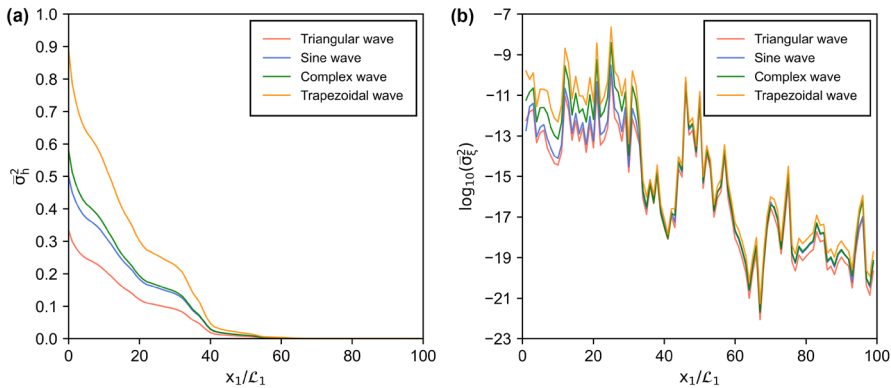 (a)
1.0
0.9
0.8
0.7
0.6
0.5
0.4
0.3
0.2
0.1
0.0
σ̅²ₕ
0 20 40 60 80 100
x₁/ℒ₁
Triangular wave
Sine wave
Complex wave
Trapezoidal wave
(b)
−7
−9
−11
−13
−15
−17
−19
−21
−23
log₁₀(σ̅²_ξ)
0 20 40 60 80 100
x₁/ℒ₁
Triangular wave
Sine wave
Complex wave
Trapezoidal wave